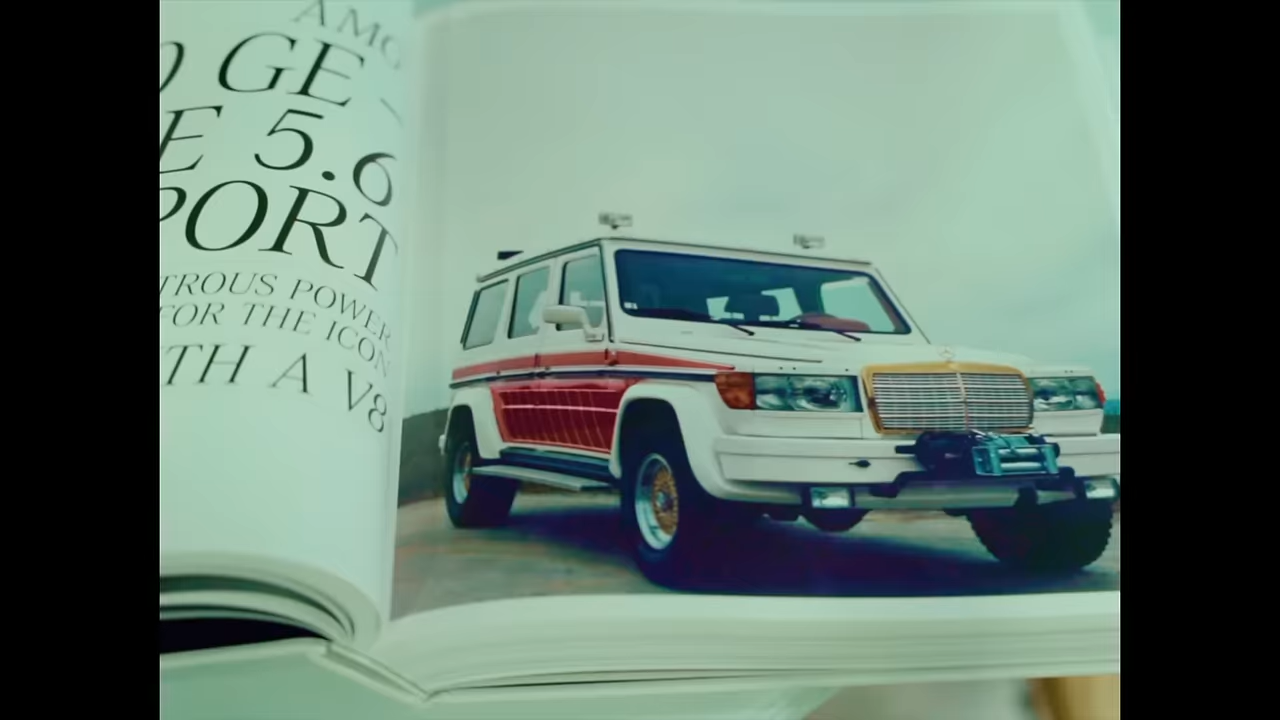 AMG
GE –
E 5.6
PORT
TROUS POWER
FOR THE ICON
TH A V8